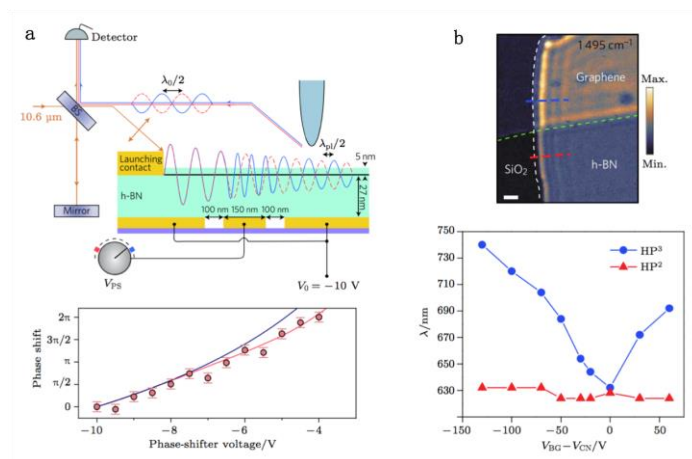 a
Detector
λ₀/2
BS
10.6 μm
λpl/2
Launching
contact
5 nm
h-BN
27 nm
100 nm 150 nm 100 nm
Mirror
VPS
V₀ = −10 V
2π
3π/2
π
π/2
0
Phase shift
−10 −8 −6 −4
Phase-shifter voltage/V
b
1 495 cm⁻¹
Graphene
SiO₂
h-BN
Max.
Min.
750
730
710
690
670
650
630
λ/nm
HP³
HP²
−150 −100 −50 0 50
VBG−VCN/V